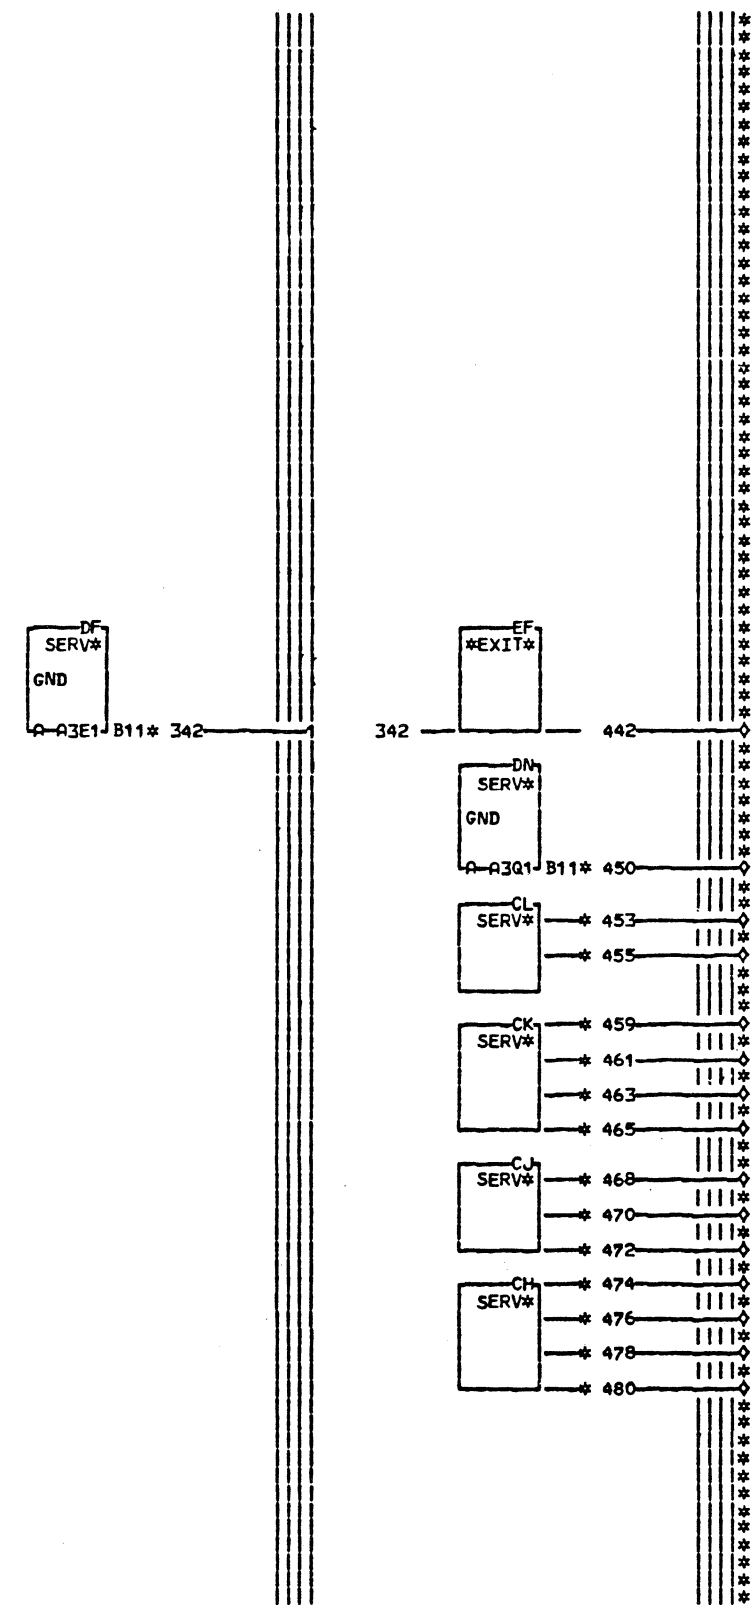 DF EF
SERV* *EXIT*
GND
A-A3E1-B11* 342 342 442
DN
SERV*
GND
A-A3Q1-B11* 450
CL
SERV* * 453
* 455
CK * 459
SERV*
* 461
* 463
* 465
CJ
SERV* * 468
* 470
* 472
CH * 474
SERV*
* 476
* 478
* 480